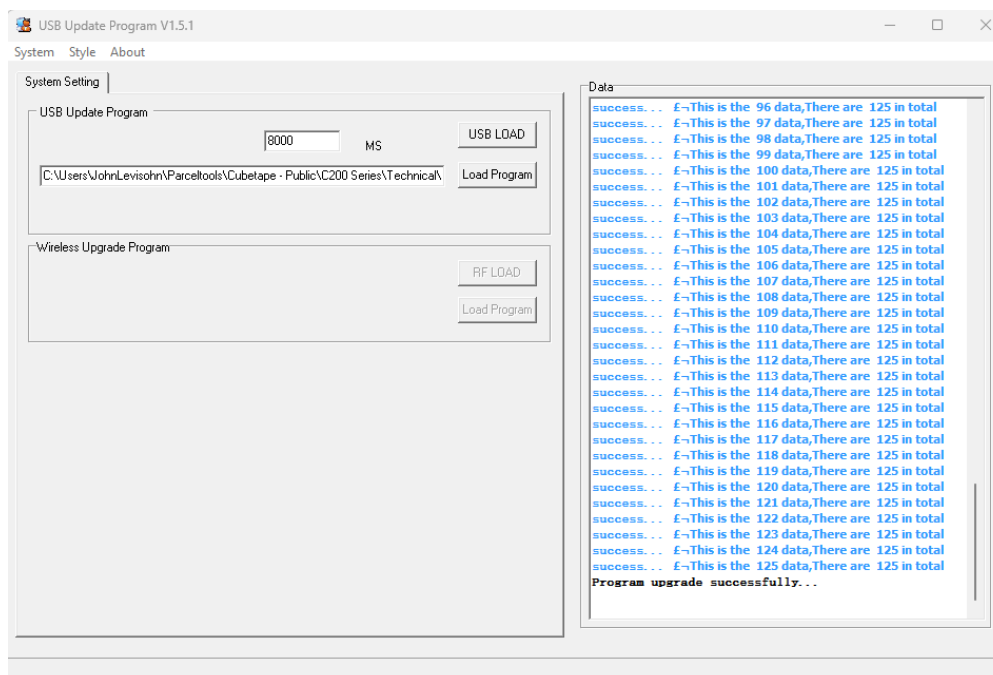 USB Update Program V1.5.1
System Style About
System Setting
USB Update Program
8000 MS
USB LOAD
C:\Users\JohnLevisohn\Parceltools\Cubetape - Public\C200 Series\Technical\
Load Program
Wireless Upgrade Program
RF LOAD
Load Program
Data
success... £¬This is the 96 data,There are 125 in total
success... £¬This is the 97 data,There are 125 in total
success... £¬This is the 98 data,There are 125 in total
success... £¬This is the 99 data,There are 125 in total
success... £¬This is the 100 data,There are 125 in total
success... £¬This is the 101 data,There are 125 in total
success... £¬This is the 102 data,There are 125 in total
success... £¬This is the 103 data,There are 125 in total
success... £¬This is the 104 data,There are 125 in total
success... £¬This is the 105 data,There are 125 in total
success... £¬This is the 106 data,There are 125 in total
success... £¬This is the 107 data,There are 125 in total
success... £¬This is the 108 data,There are 125 in total
success... £¬This is the 109 data,There are 125 in total
success... £¬This is the 110 data,There are 125 in total
success... £¬This is the 111 data,There are 125 in total
success... £¬This is the 112 data,There are 125 in total
success... £¬This is the 113 data,There are 125 in total
success... £¬This is the 114 data,There are 125 in total
success... £¬This is the 115 data,There are 125 in total
success... £¬This is the 116 data,There are 125 in total
success... £¬This is the 117 data,There are 125 in total
success... £¬This is the 118 data,There are 125 in total
success... £¬This is the 119 data,There are 125 in total
success... £¬This is the 120 data,There are 125 in total
success... £¬This is the 121 data,There are 125 in total
success... £¬This is the 122 data,There are 125 in total
success... £¬This is the 123 data,There are 125 in total
success... £¬This is the 124 data,There are 125 in total
success... £¬This is the 125 data,There are 125 in total
Program upgrade successfully...